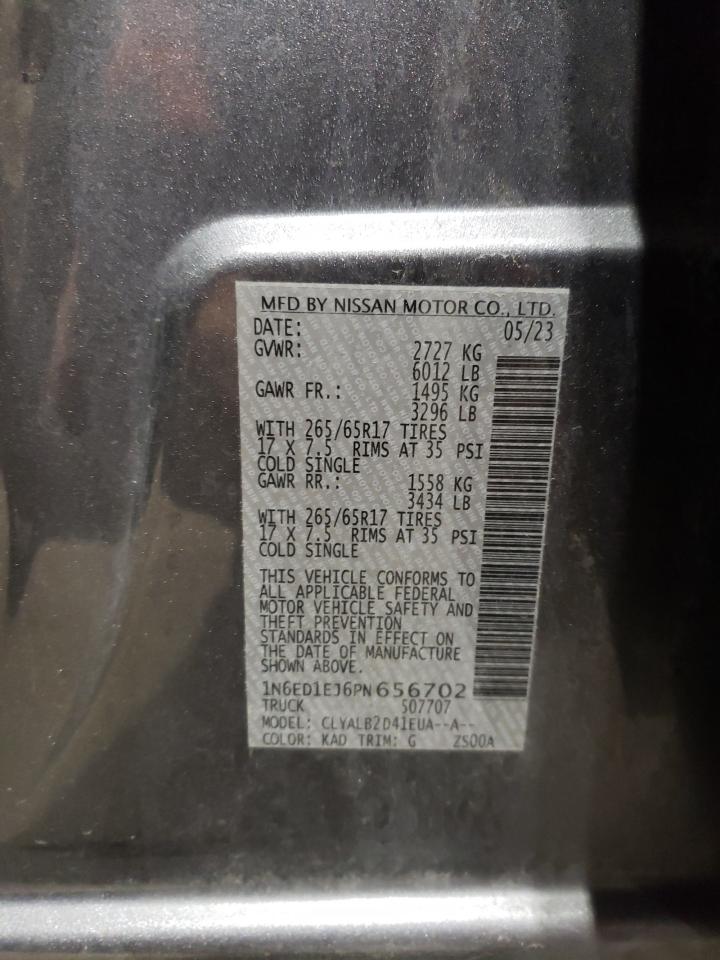 MFD BY NISSAN MOTOR CO., LTD.
DATE: 05/23
GVWR: 2727 KG
6012 LB
GAWR FR.: 1495 KG
3296 LB
WITH 265/65R17 TIRES
17 X 7.5 RIMS AT 35 PSI
COLD SINGLE
GAWR RR.: 1558 KG
3434 LB
WITH 265/65R17 TIRES
17 X 7.5 RIMS AT 35 PSI
COLD SINGLE
THIS VEHICLE CONFORMS TO
ALL APPLICABLE FEDERAL
MOTOR VEHICLE SAFETY AND
THEFT PREVENTION
STANDARDS IN EFFECT ON
THE DATE OF MANUFACTURE
SHOWN ABOVE.
1N6ED1EJ6PN656702
TRUCK 507707
MODEL: CLYALB2D41EUA--A--
COLOR: KAD TRIM: G ZS00A